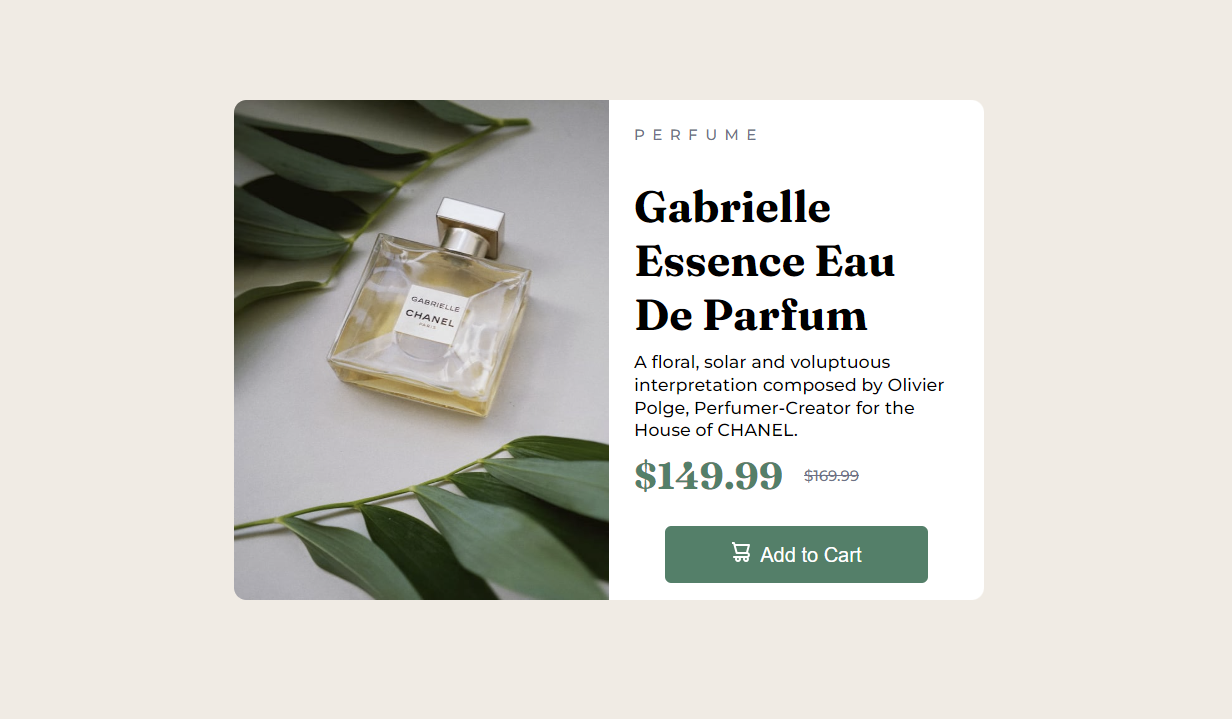 GABRIELLE
CHANEL
PARIS
PERFUME
Gabrielle
Essence Eau
De Parfum
A floral, solar and voluptuous
interpretation composed by Olivier
Polge, Perfumer-Creator for the
House of CHANEL.
$149.99 $169.99
Add to Cart